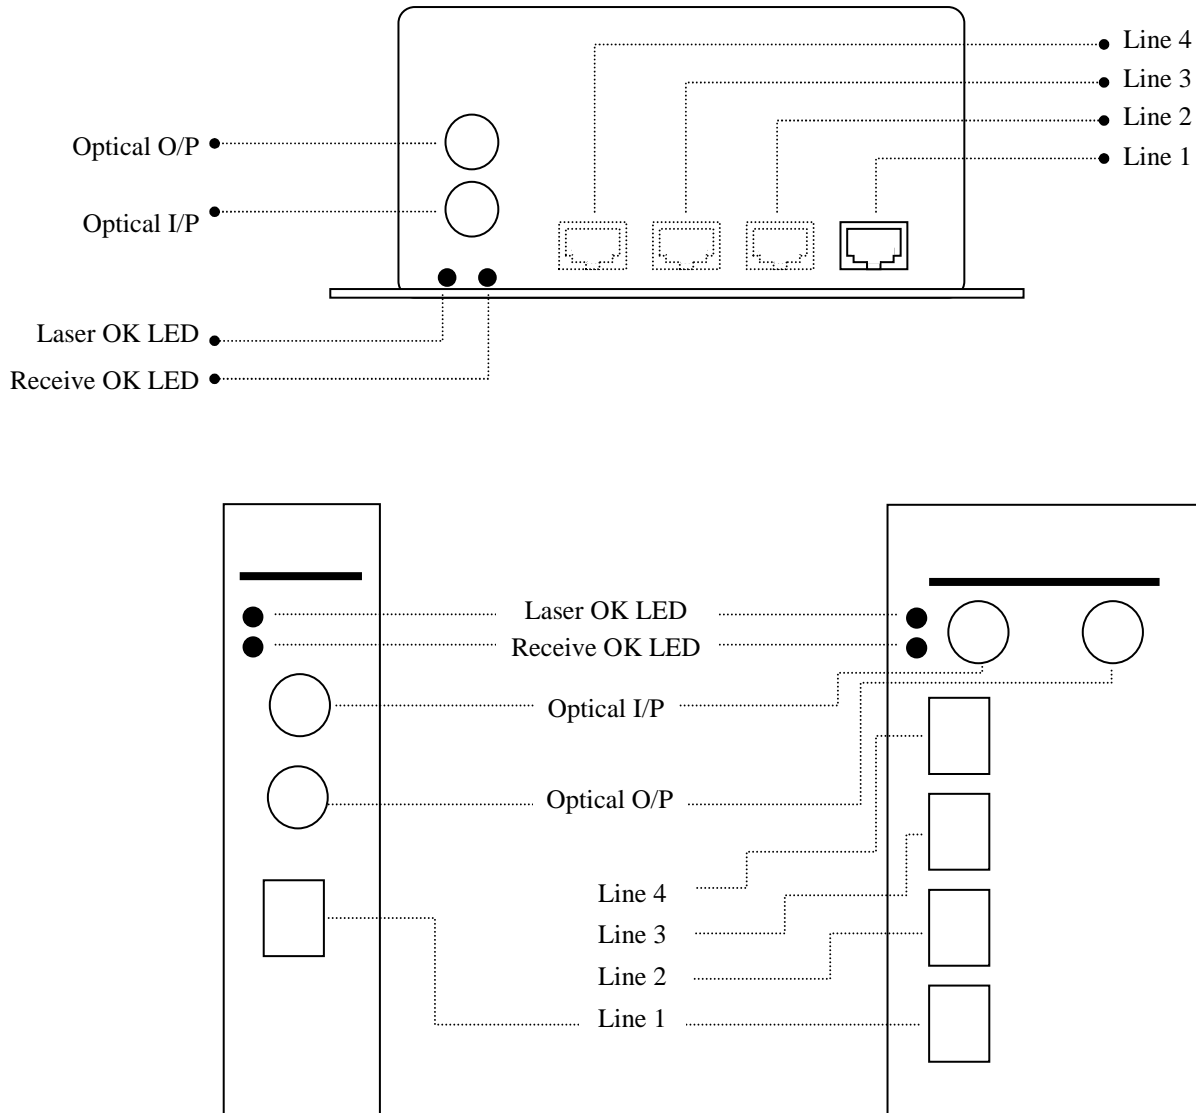 Line 4
Line 3
Line 2
Line 1
Optical O/P
Optical I/P
Laser OK LED
Receive OK LED
Laser OK LED
Receive OK LED
Optical I/P
Optical O/P
Line 4
Line 3
Line 2
Line 1